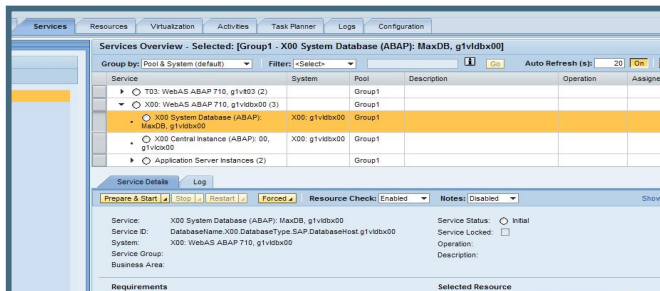 Services Resources Virtualization Activities Task Planner Logs Configuration
Services Overview - Selected: [Group1 - X00 System Database (ABAP): MaxDB, g1vldbx00]
Group by: Pool & System (default) Filter: <Select> Go Auto Refresh (s): 20 On
Service System Pool Description Operation Assigne
T03: WebAS ABAP 710, g1vlt03 (2) Group1
X00: WebAS ABAP 710, g1vldbx00 (3) Group1
X00 System Database (ABAP): X00: g1vldbx00 Group1
MaxDB, g1vldbx00
X00 Central Instance (ABAP): 00, X00: g1vldbx00 Group1
g1vlcix00
Application Server Instances (2) Group1
Service Details Log
Prepare & Start Stop Restart Forced Resource Check: Enabled Notes: Disabled Show
Service: X00 System Database (ABAP): MaxDB, g1vldbx00 Service Status: Initial
Service ID: DatabaseName.X00.DatabaseType.SAP.DatabaseHost.g1vldbx00 Service Locked:
System: X00: WebAS ABAP 710, g1vldbx00 Operation:
Service Group: Description:
Business Area:
Requirements Selected Resource